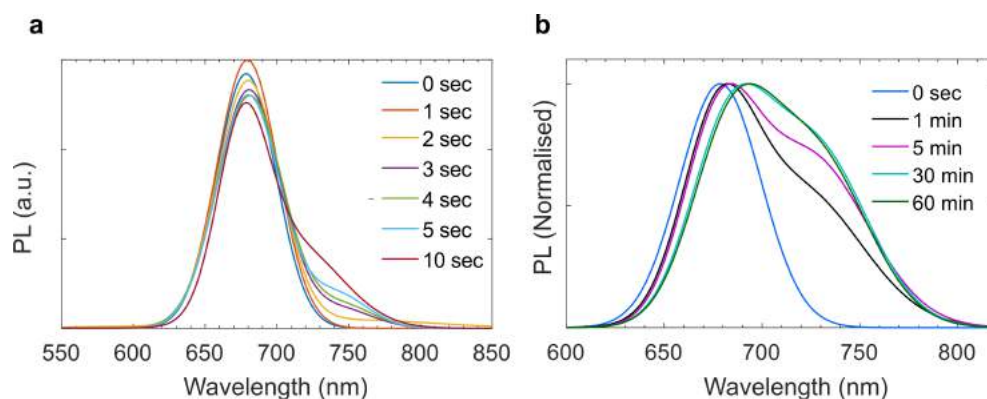 a
PL (a.u.)
0 sec
1 sec
2 sec
3 sec
4 sec
5 sec
10 sec
550 600 650 700 750 800 850
Wavelength (nm)
b
PL (Normalised)
0 sec
1 min
5 min
30 min
60 min
600 650 700 750 800
Wavelength (nm)